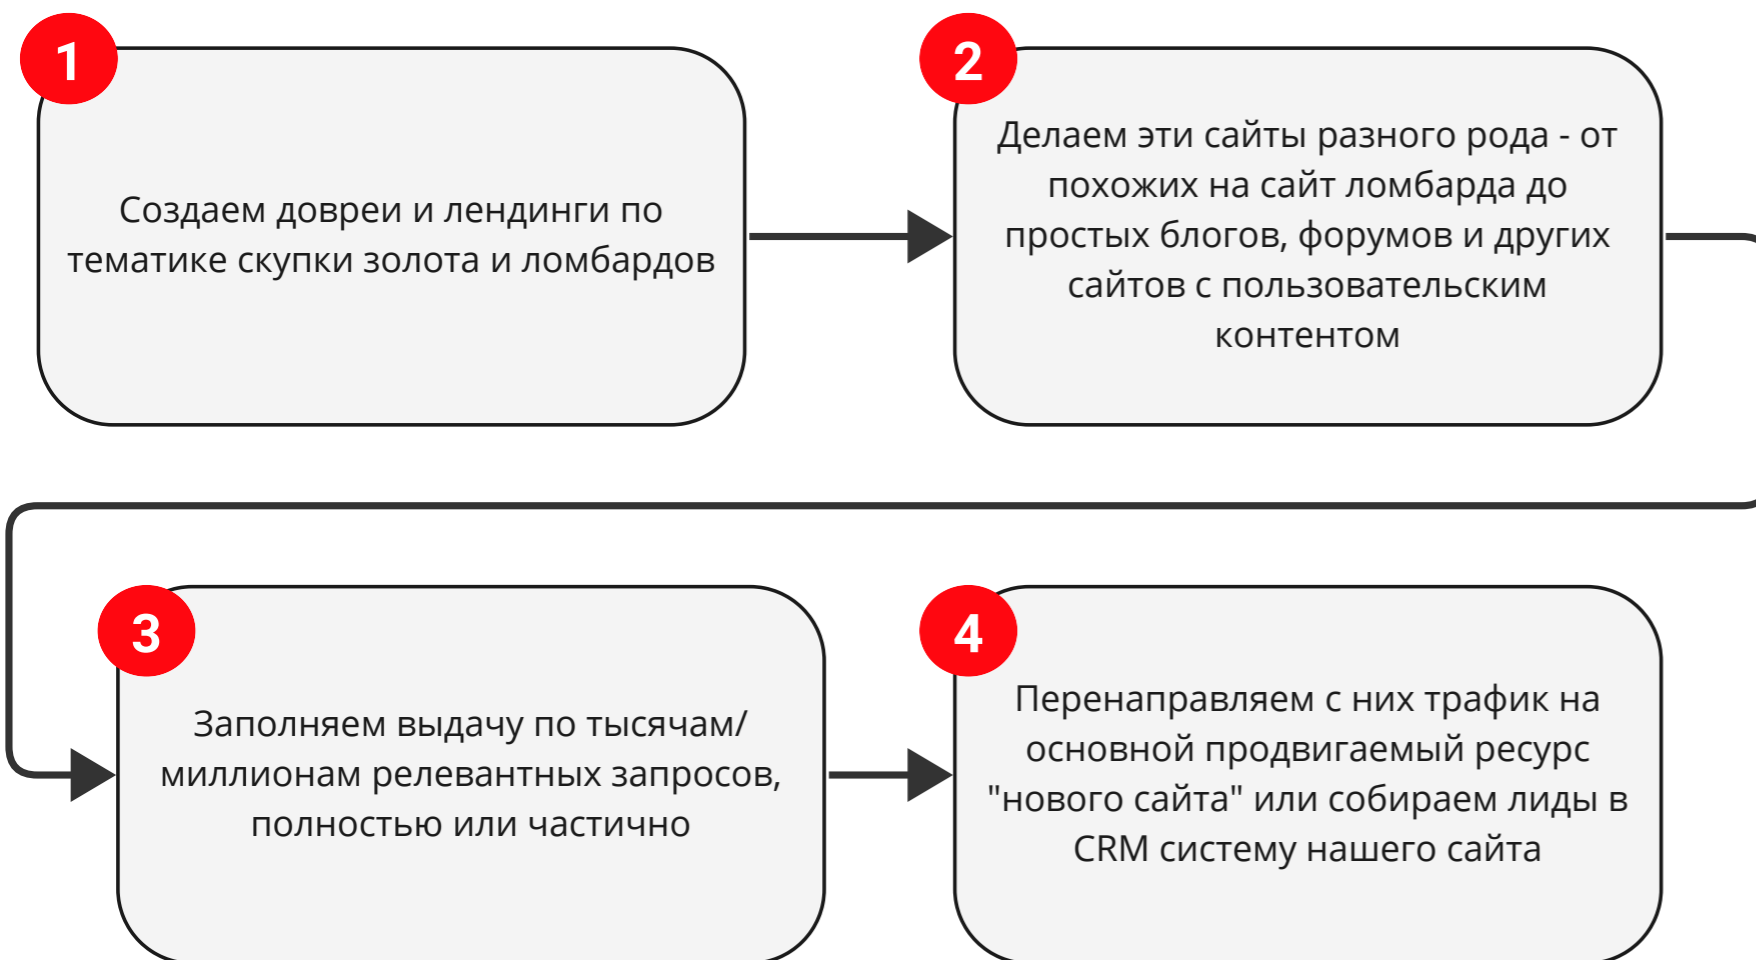 1
Создаем довреи и лендинги по
тематике скупки золота и ломбардов
2
Делаем эти сайты разного рода - от
похожих на сайт ломбарда до
простых блогов, форумов и других
сайтов с пользовательским
контентом
3
Заполняем выдачу по тысячам/
миллионам релевантных запросов,
полностью или частично
4
Перенаправляем с них трафик на
основной продвигаемый ресурс
"нового сайта" или собираем лиды в
CRM систему нашего сайта